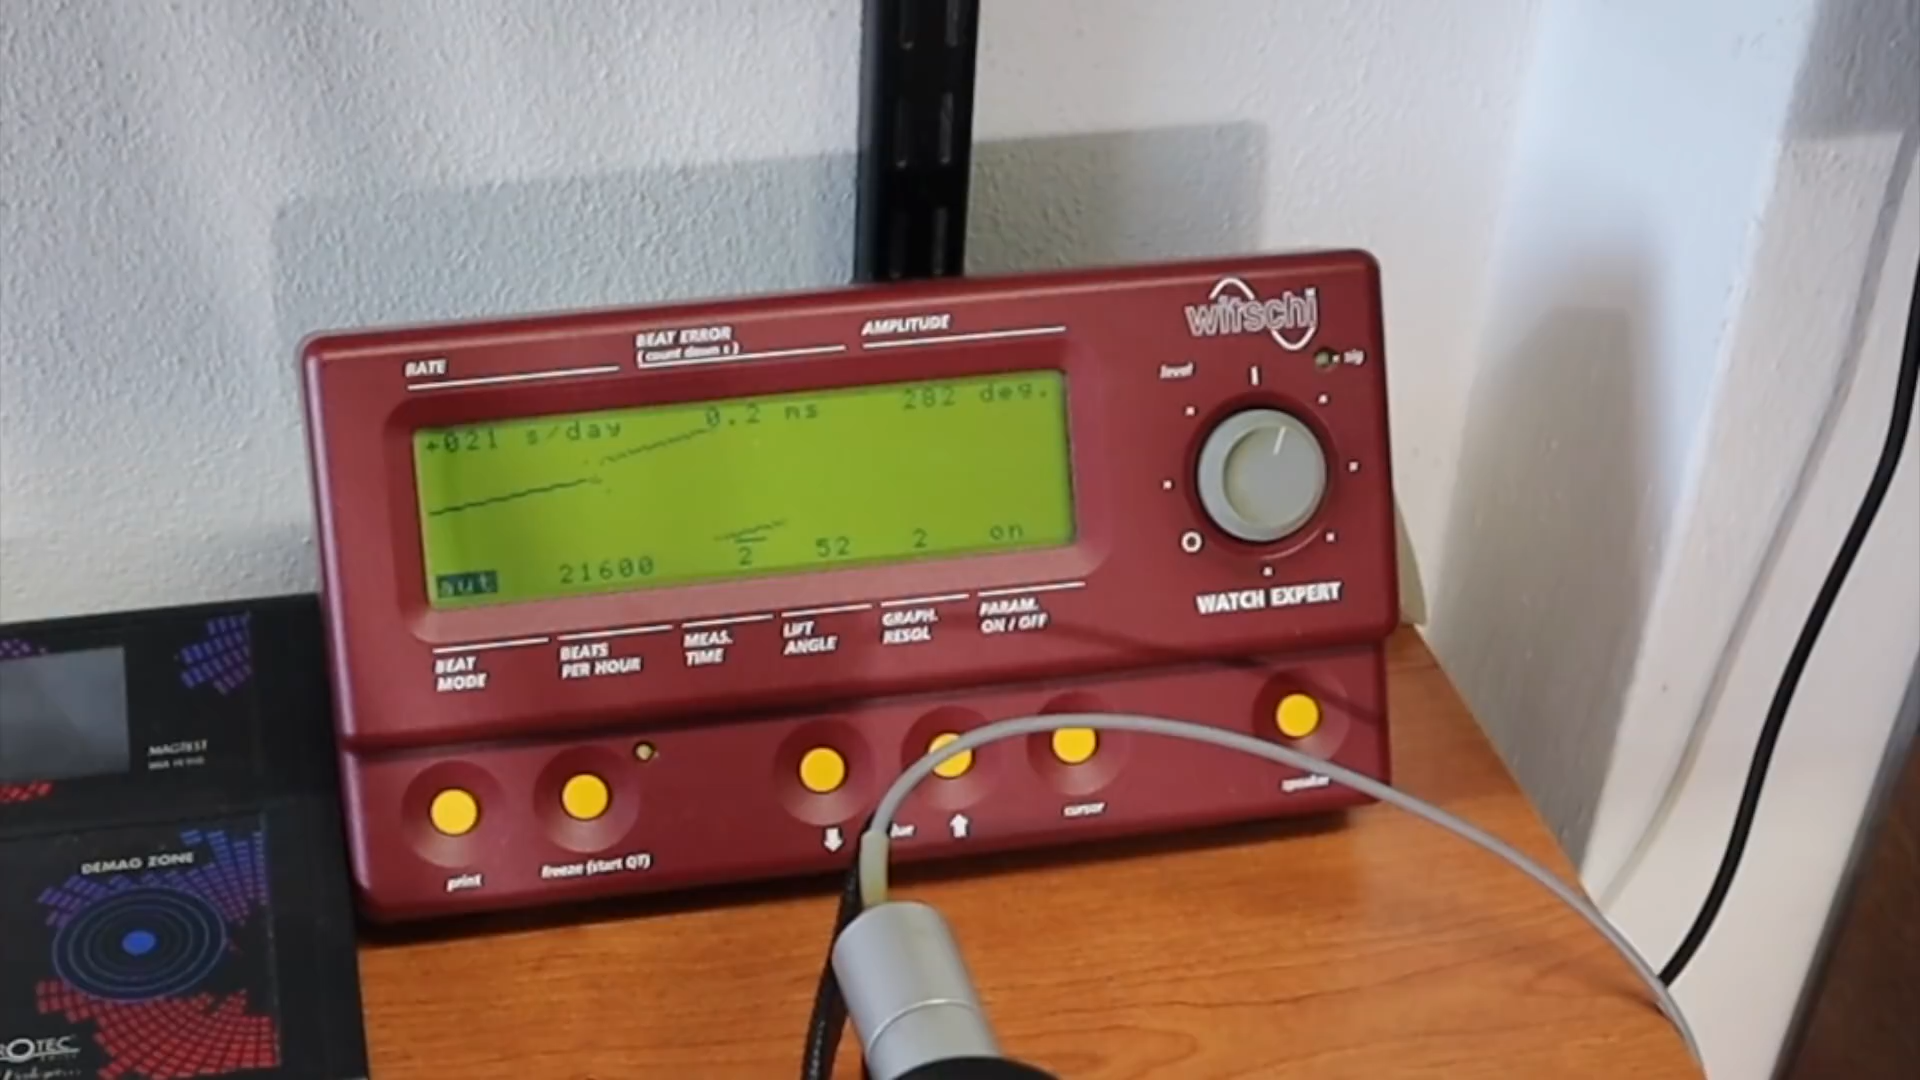 witschi
RATE
BEAT ERROR
(count down s)
AMPLITUDE
level
sig
+021 s/day
0.2 ms
282 deg.
aut
21600
2
52
2
on
WATCH EXPERT
BEAT
MODE
BEATS
PER HOUR
MEAS.
TIME
LIFT
ANGLE
GRAPH.
RESOL
PARAM.
ON / OFF
print
freeze (start QT)
cursor
speaker
MAGTEST
DEMAG ZONE